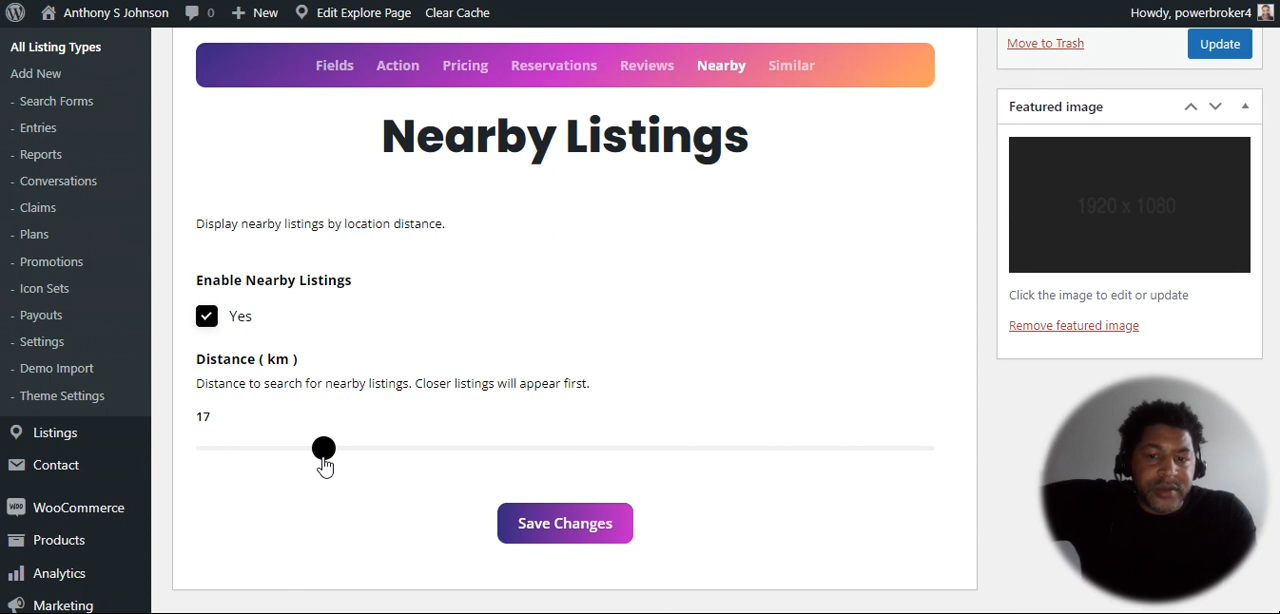 Anthony S Johnson 0 New Edit Explore Page Clear Cache Howdy, powerbroker4
All Listing Types
Add New
- Search Forms
- Entries
- Reports
- Conversations
- Claims
- Plans
- Promotions
- Icon Sets
- Payouts
- Settings
- Demo Import
- Theme Settings
Listings
Contact
WooCommerce
Products
Analytics
Marketing
Fields Action Pricing Reservations Reviews Nearby Similar
Nearby Listings
Display nearby listings by location distance.
Enable Nearby Listings
Yes
Distance ( km )
Distance to search for nearby listings. Closer listings will appear first.
17
Save Changes
Move to Trash
Update
Featured image
1920 x 1080
Click the image to edit or update
Remove featured image